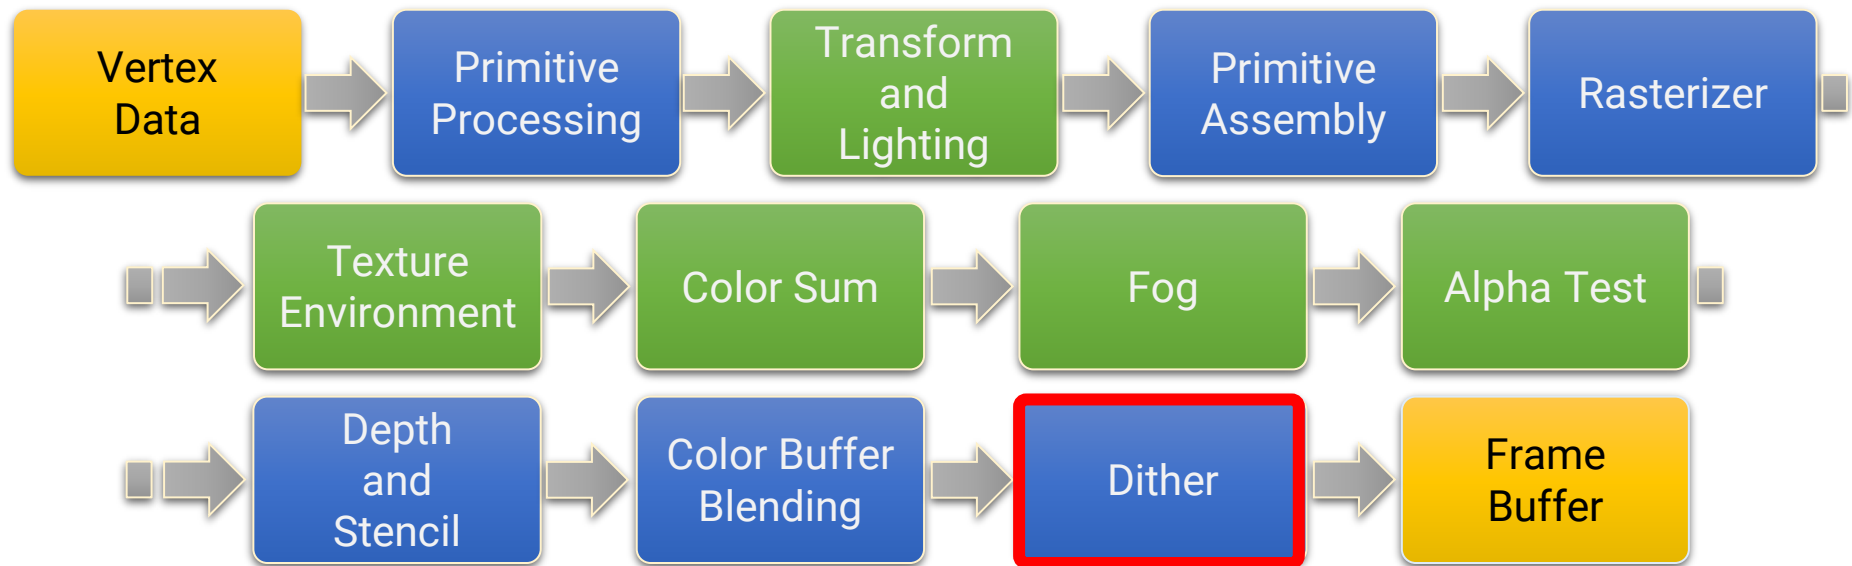 Vertex
Data
Primitive
Processing
Transform
and
Lighting
Primitive
Assembly
Rasterizer
Texture
Environment
Color Sum
Fog
Alpha Test
Depth
and
Stencil
Color Buffer
Blending
Dither
Frame
Buffer